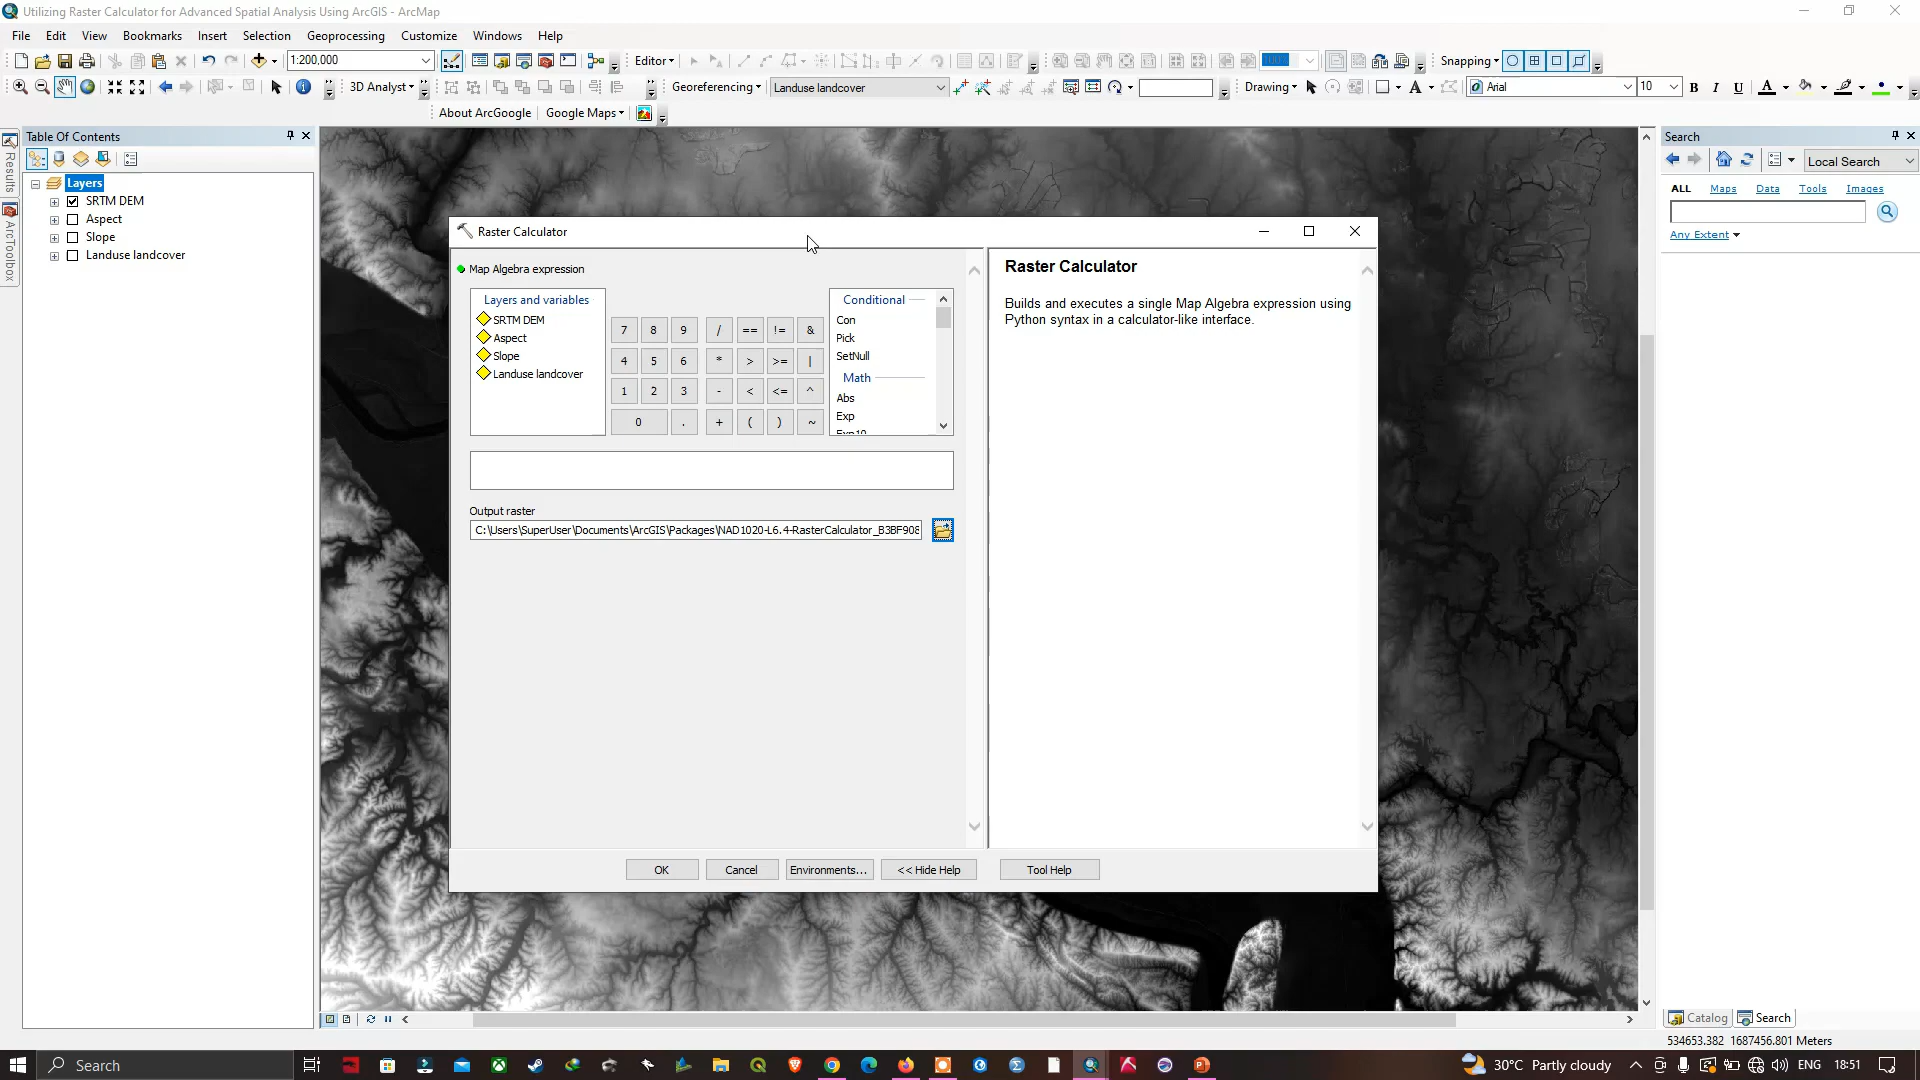 Utilizing Raster Calculator for Advanced Spatial Analysis Using ArcGIS - ArcMap
File Edit View Bookmarks Insert Selection Geoprocessing Customize Windows Help
1:200,000 Editor Snapping
3D Analyst Georeferencing Landuse landcover Drawing Arial 10 B I U A
About ArcGoogle Google Maps
Results
ArcToolbox
Table Of Contents
Layers
SRTM DEM
Aspect
Slope
Landuse landcover
Raster Calculator
Map Algebra expression
Layers and variables
SRTM DEM
Aspect
Slope
Landuse landcover
7 8 9 / == != &
4 5 6 * > >= |
1 2 3 - < <= ^
0 . + ( ) ~
Conditional
Con
Pick
SetNull
Math
Abs
Exp
Exp10
Output raster
C:\Users\SuperUser\Documents\ArcGIS\Packages\NAD1020-L6.4-RasterCalculator_B3BF908
OK Cancel Environments... << Hide Help Tool Help
Raster Calculator
Builds and executes a single Map Algebra expression using
Python syntax in a calculator-like interface.
Search
Local Search
ALL Maps Data Tools Images
Any Extent
Catalog Search
534653.382 1687456.801 Meters
Search
30°C Partly cloudy ENG 18:51